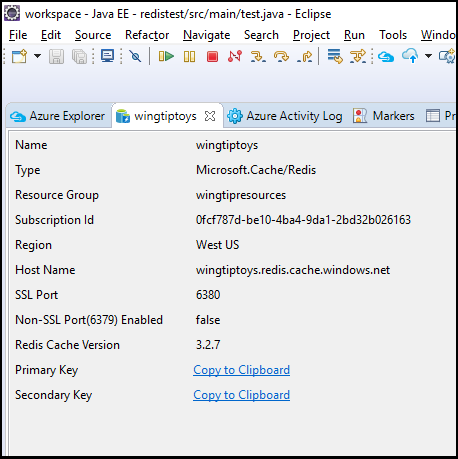 workspace - Java EE - redistest/src/main/test.java - Eclipse
File Edit Source Refactor Navigate Search Project Run Tools Windo
Azure Explorer wingtiptoys Azure Activity Log Markers Pr
Name wingtiptoys
Type Microsoft.Cache/Redis
Resource Group wingtipresources
Subscription Id 0fcf787d-be10-4ba4-9da1-2bd32b026163
Region West US
Host Name wingtiptoys.redis.cache.windows.net
SSL Port 6380
Non-SSL Port(6379) Enabled false
Redis Cache Version 3.2.7
Primary Key Copy to Clipboard
Secondary Key Copy to Clipboard